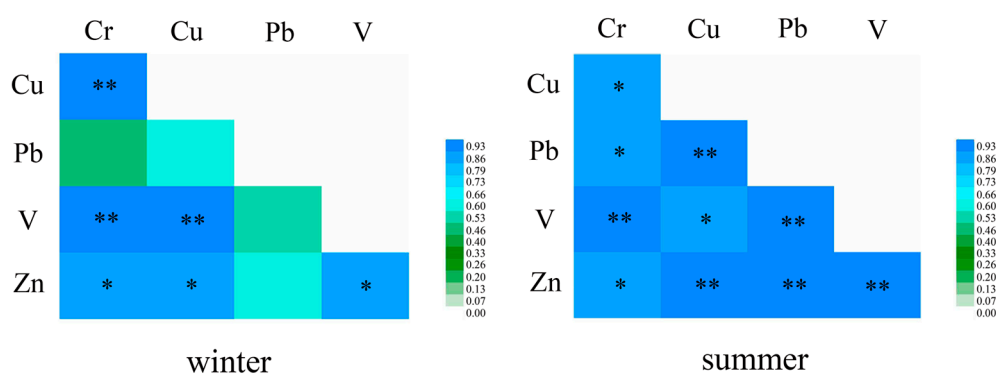 Cr Cu Pb V
Cu **
Pb
V ** **
Zn * * *
0.93
0.86
0.79
0.73
0.66
0.60
0.53
0.46
0.40
0.33
0.26
0.20
0.13
0.07
0.00
winter
Cr Cu Pb V
Cu *
Pb * **
V ** * **
Zn * ** ** **
0.93
0.86
0.79
0.73
0.66
0.60
0.53
0.46
0.40
0.33
0.26
0.20
0.13
0.07
0.00
summer